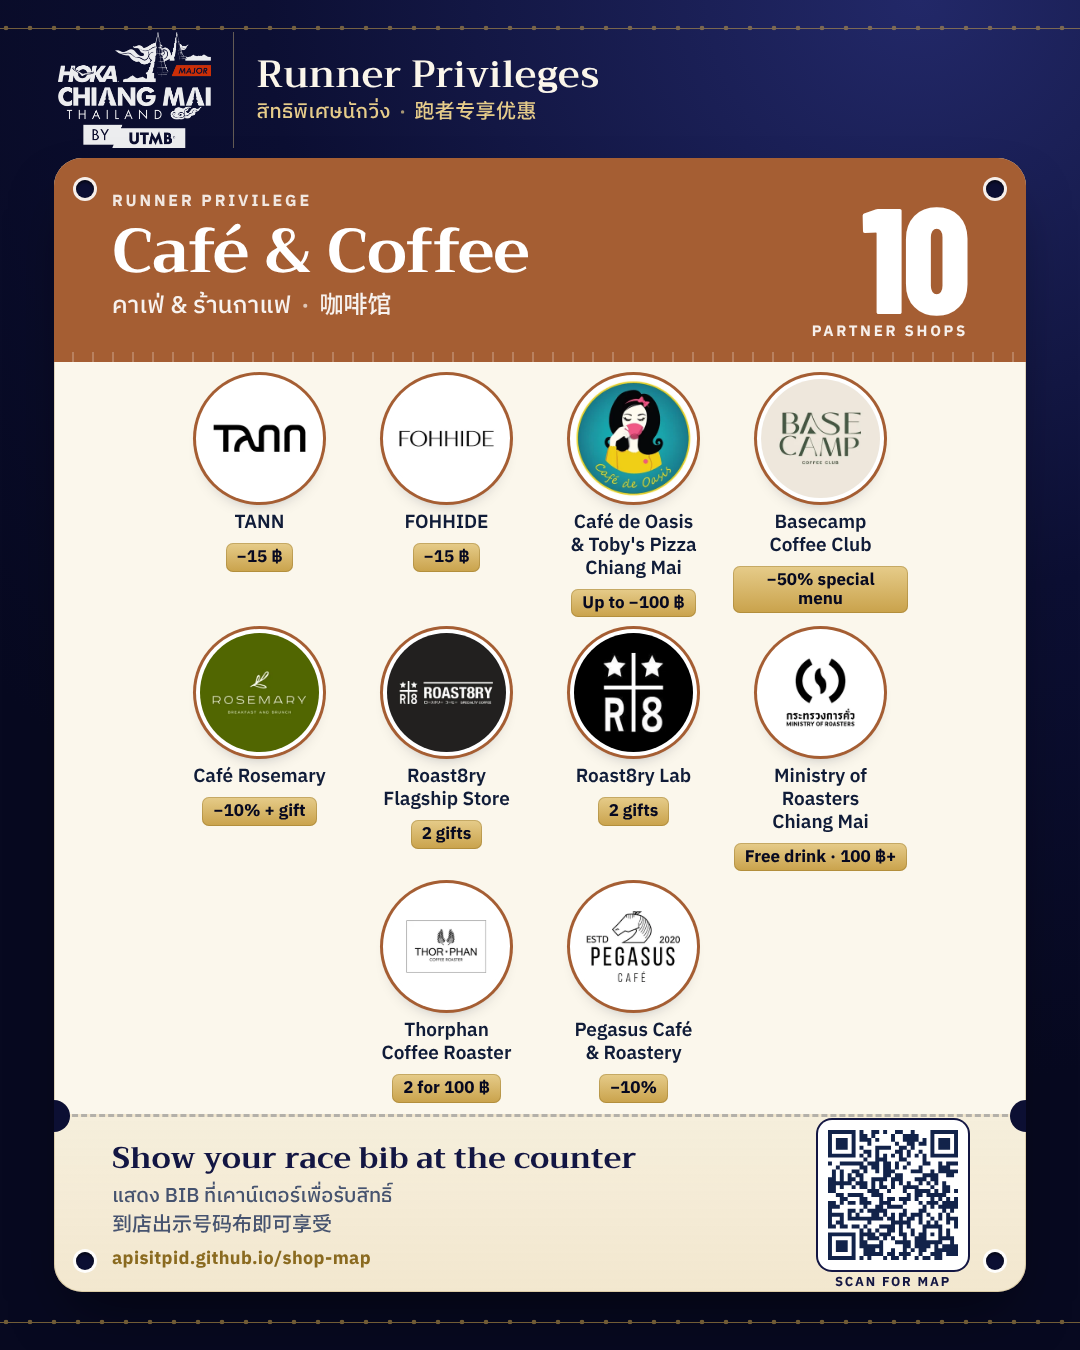 HOKA
MAJOR
CHIANG MAI
THAILAND
BY UTMB
Runner Privileges
สิทธิพิเศษนักวิ่ง · 跑者专享优惠
RUNNER PRIVILEGE
Café & Coffee
คาเฟ่ & ร้านกาแฟ · 咖啡馆
10
PARTNER SHOPS
TANN
FOHHIDE
Café de Oasis
BASE
CAMP
COFFEE CLUB
TANN
FOHHIDE
Café de Oasis
& Toby's Pizza
Chiang Mai
Basecamp
Coffee Club
−15 ฿
−15 ฿
Up to −100 ฿
−50% special
menu
ROSEMARY
BREAKFAST AND BRUNCH
R8 ROAST8RY
R8
กระทรวงการคั่ว
MINISTRY OF ROASTERS
Café Rosemary
Roast8ry
Flagship Store
Roast8ry Lab
Ministry of
Roasters
Chiang Mai
−10% + gift
2 gifts
2 gifts
Free drink · 100 ฿+
THOR·PHAN
COFFEE ROASTER
ESTD 2020
PEGASUS
CAFÉ
Thorphan
Coffee Roaster
Pegasus Café
& Roastery
2 for 100 ฿
−10%
Show your race bib at the counter
แสดง BIB ที่เคาน์เตอร์เพื่อรับสิทธิ์
到店出示号码布即可享受
apisitpid.github.io/shop-map
SCAN FOR MAP